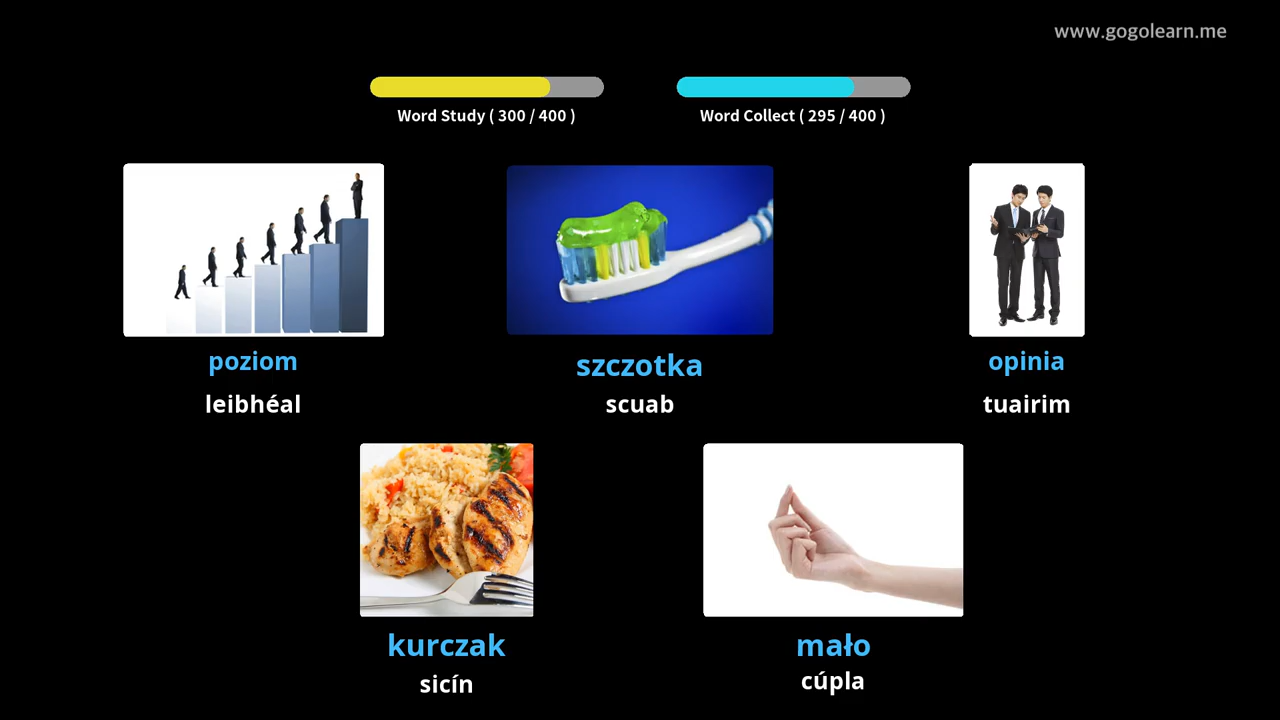 www.gogolearn.me
Word Study ( 300 / 400 )
Word Collect ( 295 / 400 )
poziom
leibhéal
szczotka
scuab
opinia
tuairim
kurczak
sicín
mało
cúpla